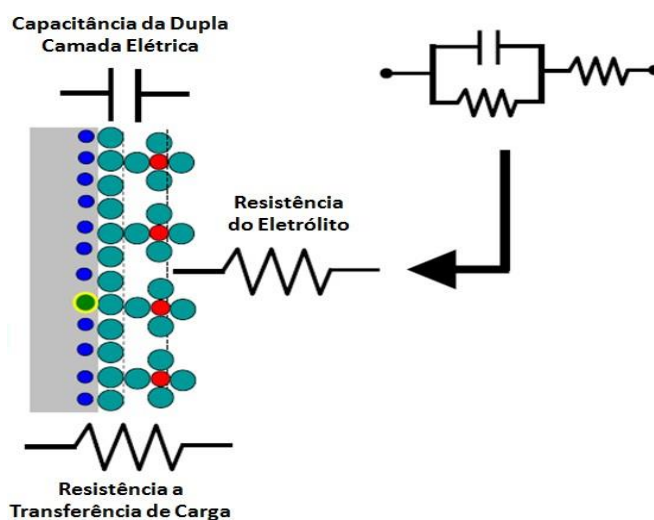 Capacitância da Dupla
Camada Elétrica
Resistência
do Eletrólito
Resistência a
Transferência de Carga